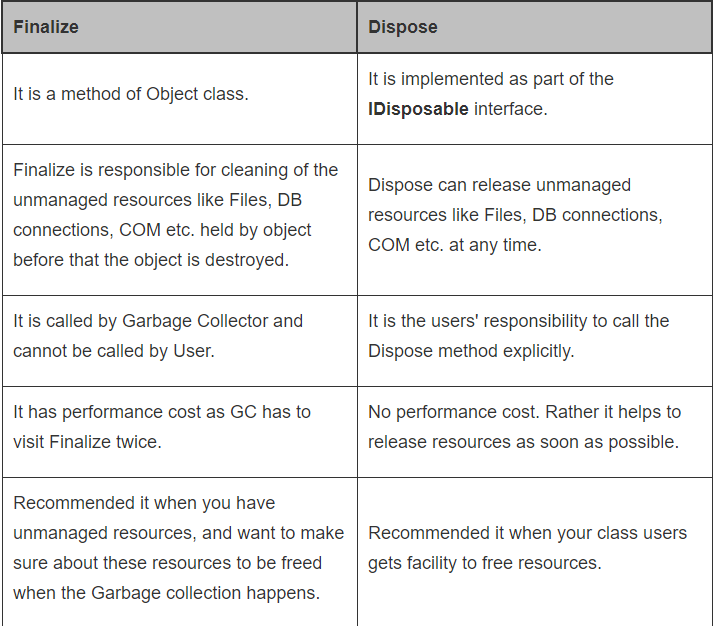 Finalize
Dispose
It is a method of Object class.
It is implemented as part of the
IDisposable interface.
Finalize is responsible for cleaning of the
unmanaged resources like Files, DB
connections, COM etc. held by object
before that the object is destroyed.
Dispose can release unmanaged
resources like Files, DB connections,
COM etc. at any time.
It is called by Garbage Collector and
cannot be called by User.
It is the users' responsibility to call the
Dispose method explicitly.
It has performance cost as GC has to
visit Finalize twice.
No performance cost. Rather it helps to
release resources as soon as possible.
Recommended it when you have
unmanaged resources, and want to make
sure about these resources to be freed
when the Garbage collection happens.
Recommended it when your class users
gets facility to free resources.